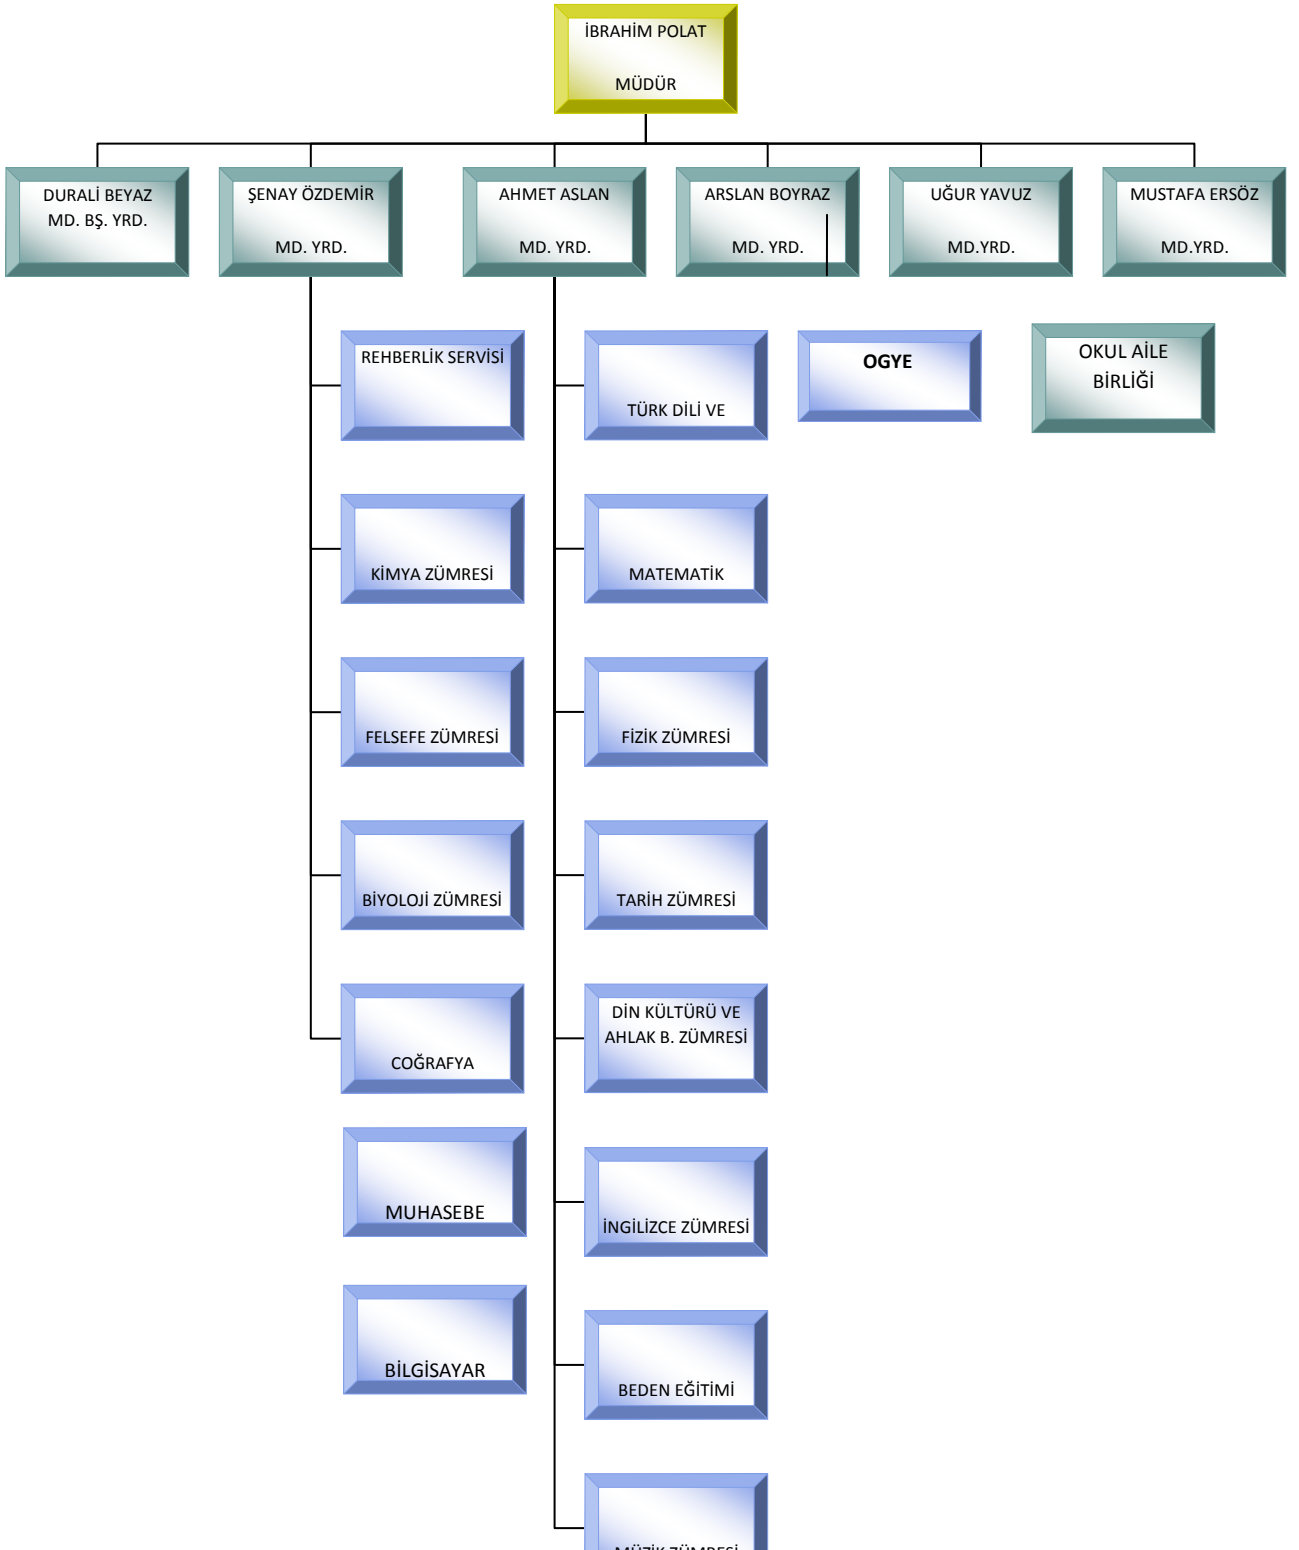 İBRAHİM POLAT
MÜDÜR
DURALİ BEYAZ
MD. BŞ. YRD.
ŞENAY ÖZDEMİR
MD. YRD.
AHMET ASLAN
MD. YRD.
ARSLAN BOYRAZ
MD. YRD.
UĞUR YAVUZ
MD.YRD.
MUSTAFA ERSÖZ
MD.YRD.
REHBERLİK SERVİSİ
TÜRK DİLİ VE
OGYE
OKUL AİLE
BİRLİĞİ
KİMYA ZÜMRESİ
MATEMATİK
FELSEFE ZÜMRESİ
FİZİK ZÜMRESİ
BİYOLOJİ ZÜMRESİ
TARİH ZÜMRESİ
COĞRAFYA
DİN KÜLTÜRÜ VE
AHLAK B. ZÜMRESİ
MUHASEBE
İNGİLİZCE ZÜMRESİ
BİLGİSAYAR
BEDEN EĞİTİMİ
MÜZİK ZÜMRESİ